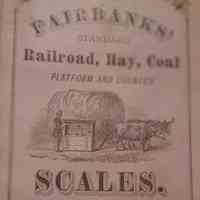 FAIRBANKS'
STANDARD
Railroad, Hay, Coal
PLATFORM AND COUNTER
SCALES.